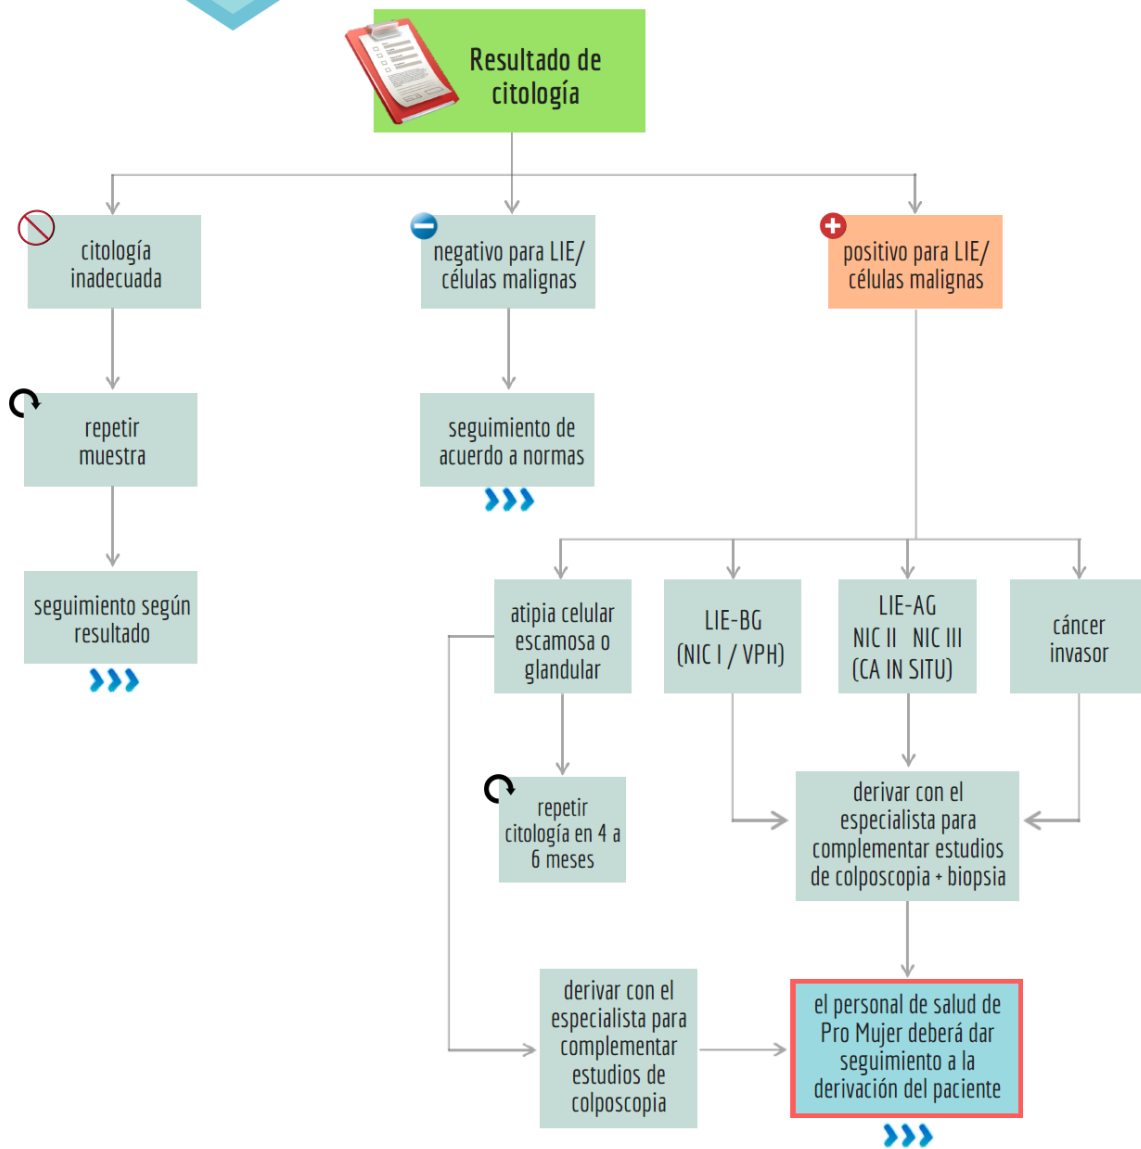 Resultado de
citología
citología
inadecuada
negativo para LIE/
células malignas
positivo para LIE/
células malignas
repetir
muestra
seguimiento de
acuerdo a normas
seguimiento según
resultado
atipia celular
escamosa o
glandular
LIE-BG
(NIC I / VPH)
LIE-AG
NIC II NIC III
(CA IN SITU)
cáncer
invasor
repetir
citología en 4 a
6 meses
derivar con el
especialista para
complementar estudios
de colposcopia + biopsia
derivar con el
especialista para
complementar
estudios de
colposcopia
el personal de salud de
Pro Mujer deberá dar
seguimiento a la
derivación del paciente